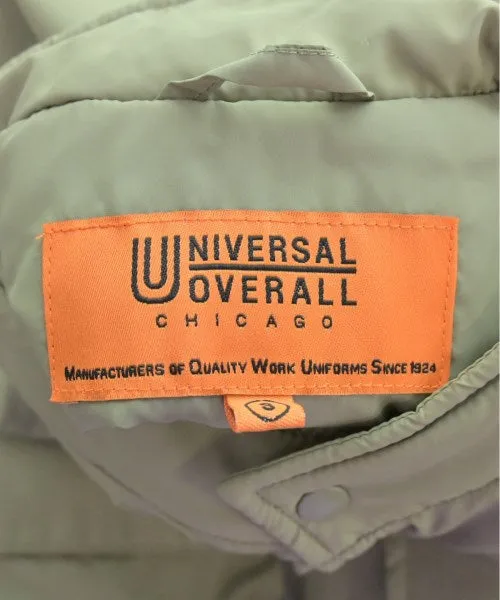 UNIVERSAL
OVERALL
CHICAGO
MANUFACTURERS OF QUALITY WORK UNIFORMS SINCE 1924